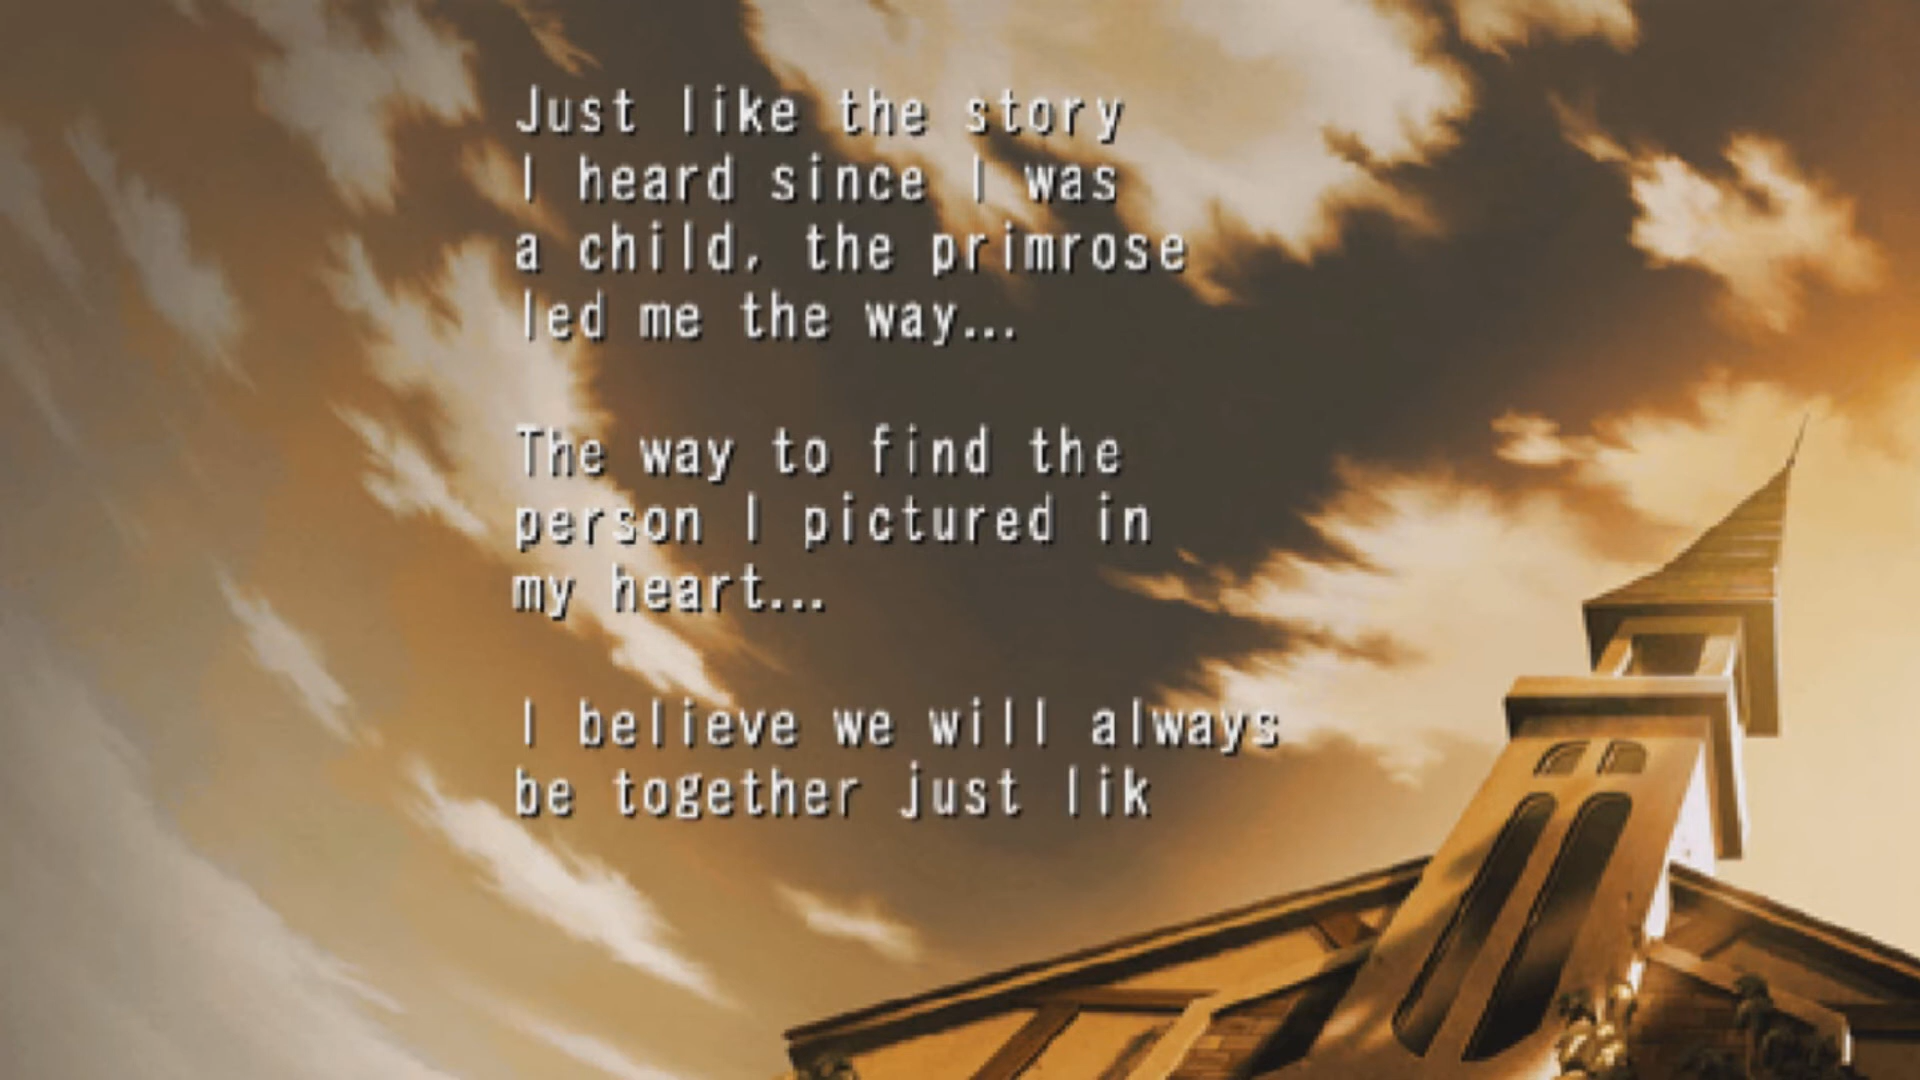 Just like the story
I heard since I was
a child, the primrose
led me the way...
The way to find the
person I pictured in
my heart...
I believe we will always
be together just lik